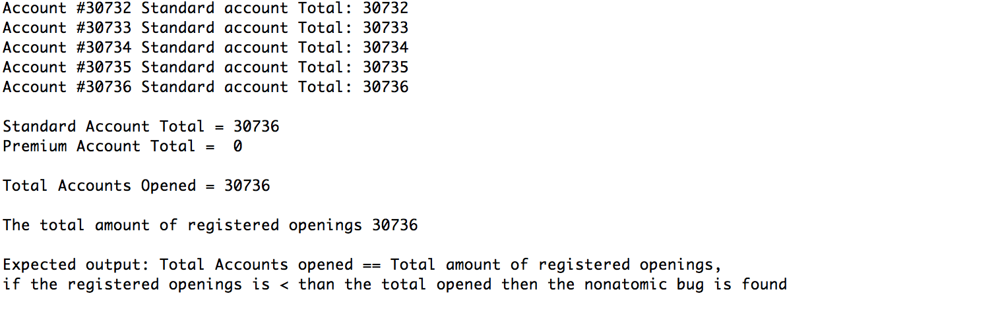 Account #30732 Standard account Total: 30732
Account #30733 Standard account Total: 30733
Account #30734 Standard account Total: 30734
Account #30735 Standard account Total: 30735
Account #30736 Standard account Total: 30736
Standard Account Total = 30736
Premium Account Total =  0
Total Accounts Opened = 30736
The total amount of registered openings 30736
Expected output: Total Accounts opened == Total amount of registered openings,
if the registered openings is < than the total opened then the nonatomic bug is found